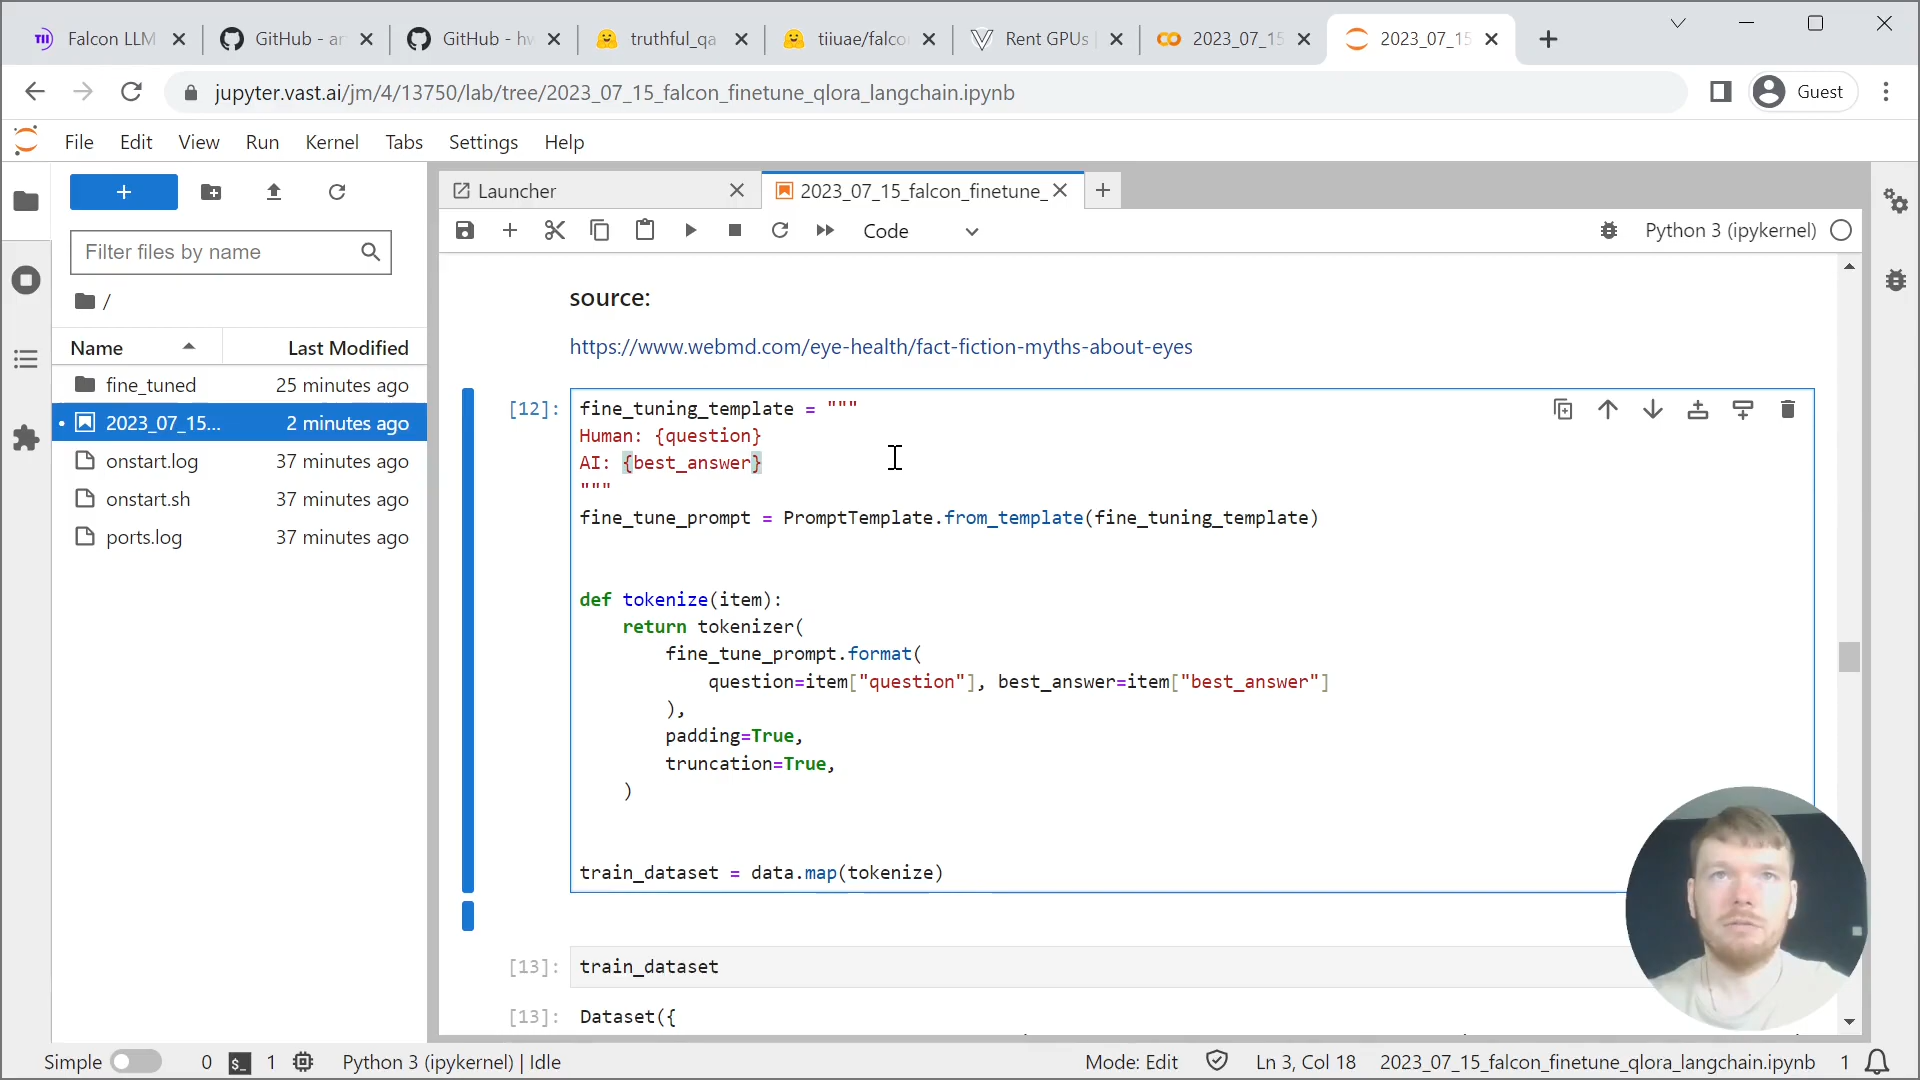 TII Falcon LLM
GitHub - ar
GitHub - hw
truthful_qa
tiiuae/falco
Rent GPUs
2023_07_15
2023_07_15
jupyter.vast.ai/jm/4/13750/lab/tree/2023_07_15_falcon_finetune_qlora_langchain.ipynb
Guest
File Edit View Run Kernel Tabs Settings Help
Launcher
2023_07_15_falcon_finetune_
Filter files by name
Code
Python 3 (ipykernel)
/
Name Last Modified
fine_tuned 25 minutes ago
2023_07_15... 2 minutes ago
onstart.log 37 minutes ago
onstart.sh 37 minutes ago
ports.log 37 minutes ago
source:
https://www.webmd.com/eye-health/fact-fiction-myths-about-eyes
[12]: fine_tuning_template = """
Human: {question}
AI: {best_answer}
"""
fine_tune_prompt = PromptTemplate.from_template(fine_tuning_template)
def tokenize(item):
return tokenizer(
fine_tune_prompt.format(
question=item["question"], best_answer=item["best_answer"]
),
padding=True,
truncation=True,
)
train_dataset = data.map(tokenize)
[13]: train_dataset
[13]: Dataset({
Simple 0 $_ 1 Python 3 (ipykernel) | Idle Mode: Edit Ln 3, Col 18 2023_07_15_falcon_finetune_qlora_langchain.ipynb 1